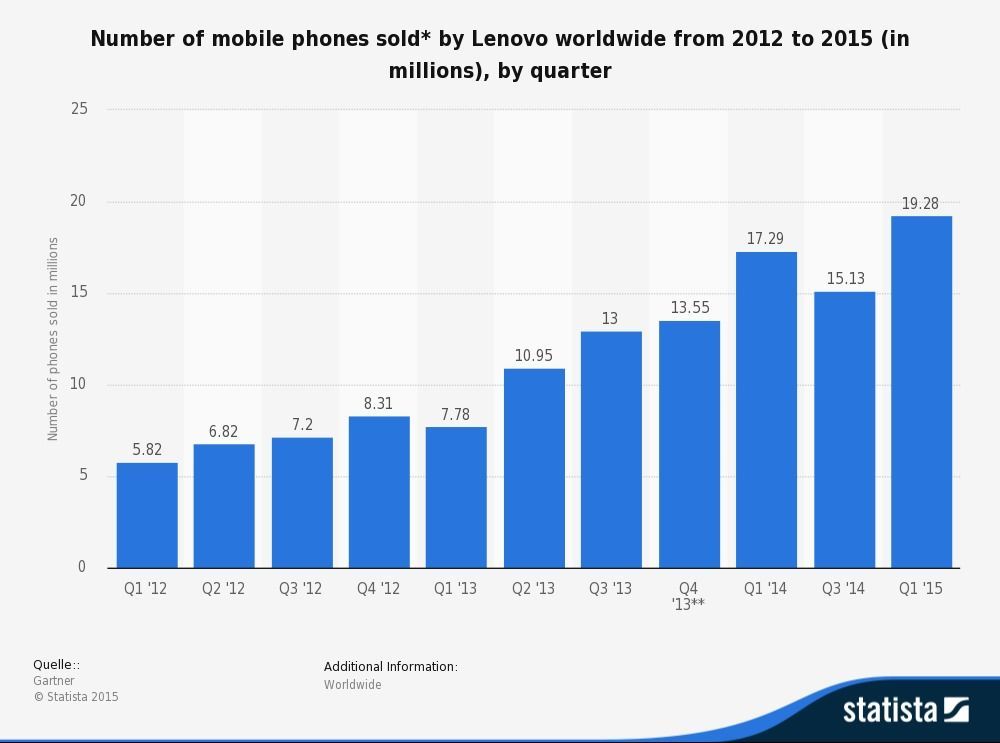 Number of mobile phones sold* by Lenovo worldwide from 2012 to 2015 (in
millions), by quarter
25
20
15
10
5
0
Number of phones sold in millions
5.82
6.82
7.2
8.31
7.78
10.95
13
13.55
17.29
15.13
19.28
Q1 '12
Q2 '12
Q3 '12
Q4 '12
Q1 '13
Q2 '13
Q3 '13
Q4
'13**
Q1 '14
Q3 '14
Q1 '15
Quelle::
Gartner
© Statista 2015
Additional Information:
Worldwide
statista